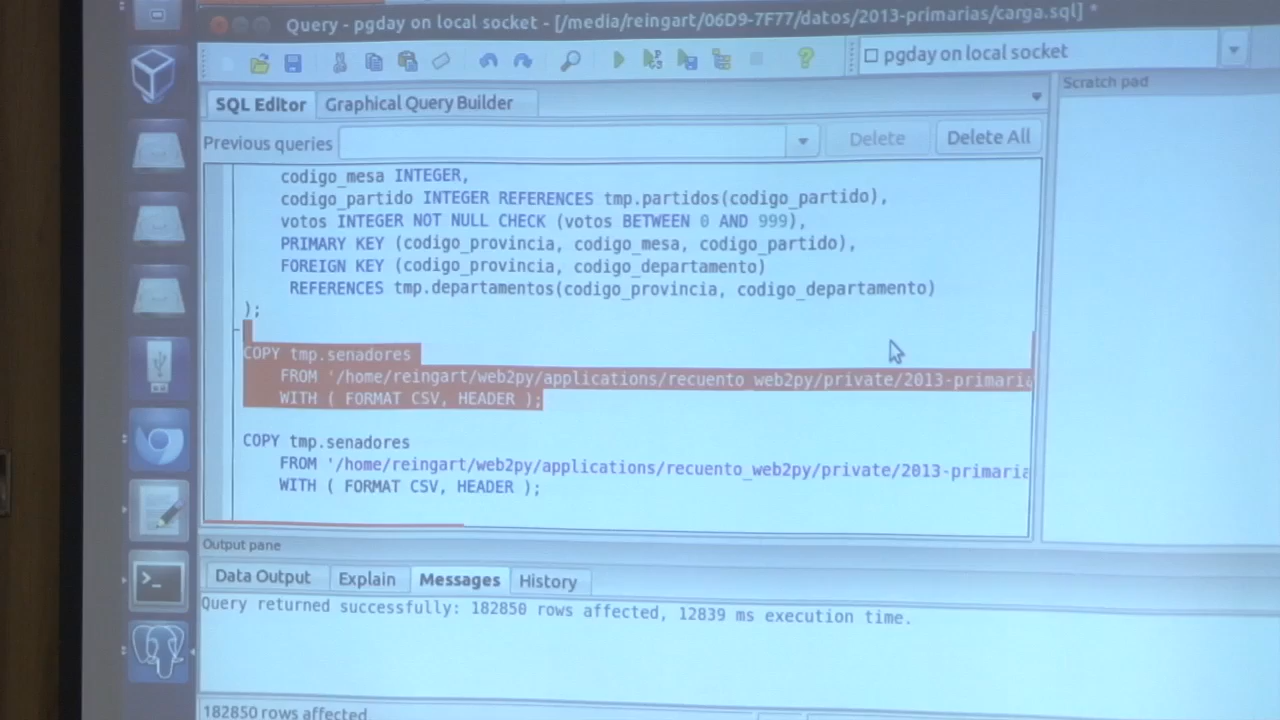 Query - pgday on local socket - [/media/reingart/06D9-7F77/datos/2013-primarias/carga.sql] *
pgday on local socket
Scratch pad
SQL Editor
Graphical Query Builder
Previous queries
Delete
Delete All
codigo_mesa INTEGER,
codigo_partido INTEGER REFERENCES tmp.partidos(codigo_partido),
votos INTEGER NOT NULL CHECK (votos BETWEEN 0 AND 999),
PRIMARY KEY (codigo_provincia, codigo_mesa, codigo_partido),
FOREIGN KEY (codigo_provincia, codigo_departamento)
REFERENCES tmp.departamentos(codigo_provincia, codigo_departamento)
);
COPY tmp.senadores
FROM '/home/reingart/web2py/applications/recuento_web2py/private/2013-primaria
WITH ( FORMAT CSV, HEADER );
COPY tmp.senadores
FROM '/home/reingart/web2py/applications/recuento_web2py/private/2013-primaria
WITH ( FORMAT CSV, HEADER );
Output pane
Data Output
Explain
Messages
History
Query returned successfully: 182850 rows affected, 12839 ms execution time.
182850 rows affected.